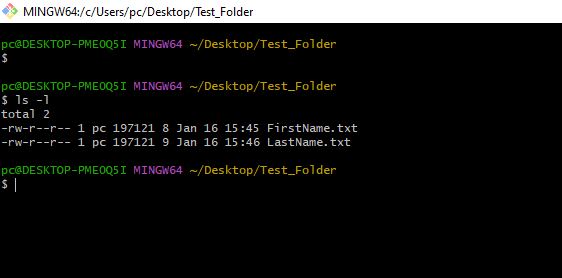 MINGW64:/c/Users/pc/Desktop/Test_Folder
pc@DESKTOP-PMEOQ5I MINGW64 ~/Desktop/Test_Folder
$
pc@DESKTOP-PMEOQ5I MINGW64 ~/Desktop/Test_Folder
$ ls -l
total 2
-rw-r--r-- 1 pc 197121 8 Jan 16 15:45 FirstName.txt
-rw-r--r-- 1 pc 197121 9 Jan 16 15:46 LastName.txt
pc@DESKTOP-PMEOQ5I MINGW64 ~/Desktop/Test_Folder
$